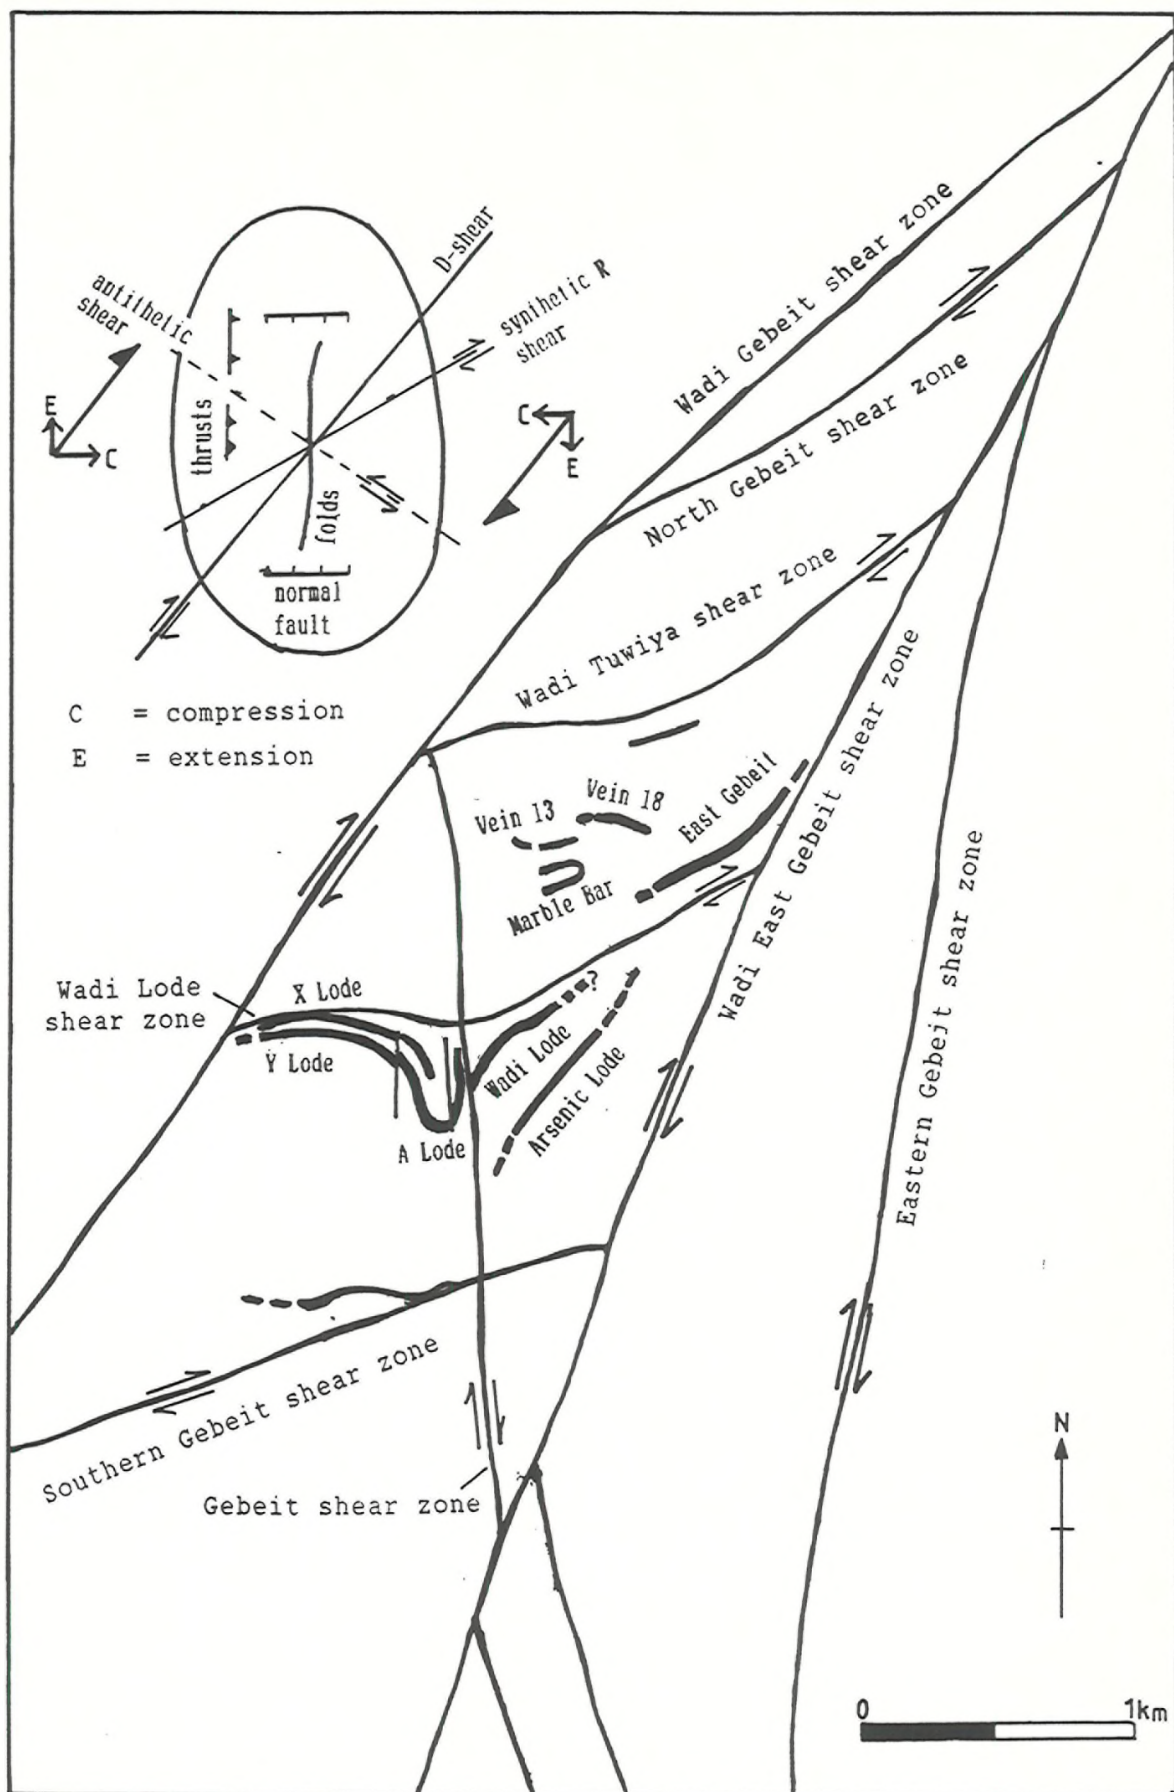 Wadi Gebeit shear zone
D-shear
antithetic
shear
synthetic R
shear
North Gebeit shear zone
E
C
thrusts
C
E
folds
normal
fault
Wadi Tuwiya shear zone
C = compression
E = extension
Vein 18
Vein 13
East Gebeit
Marble Bar
Wadi East Gebeit shear zone
Eastern Gebeit shear zone
Wadi Lode
shear zone
X Lode
?
Y Lode
Wadi Lode
Arsenic Lode
A Lode
Southern Gebeit shear zone
Gebeit shear zone
N
0 1km